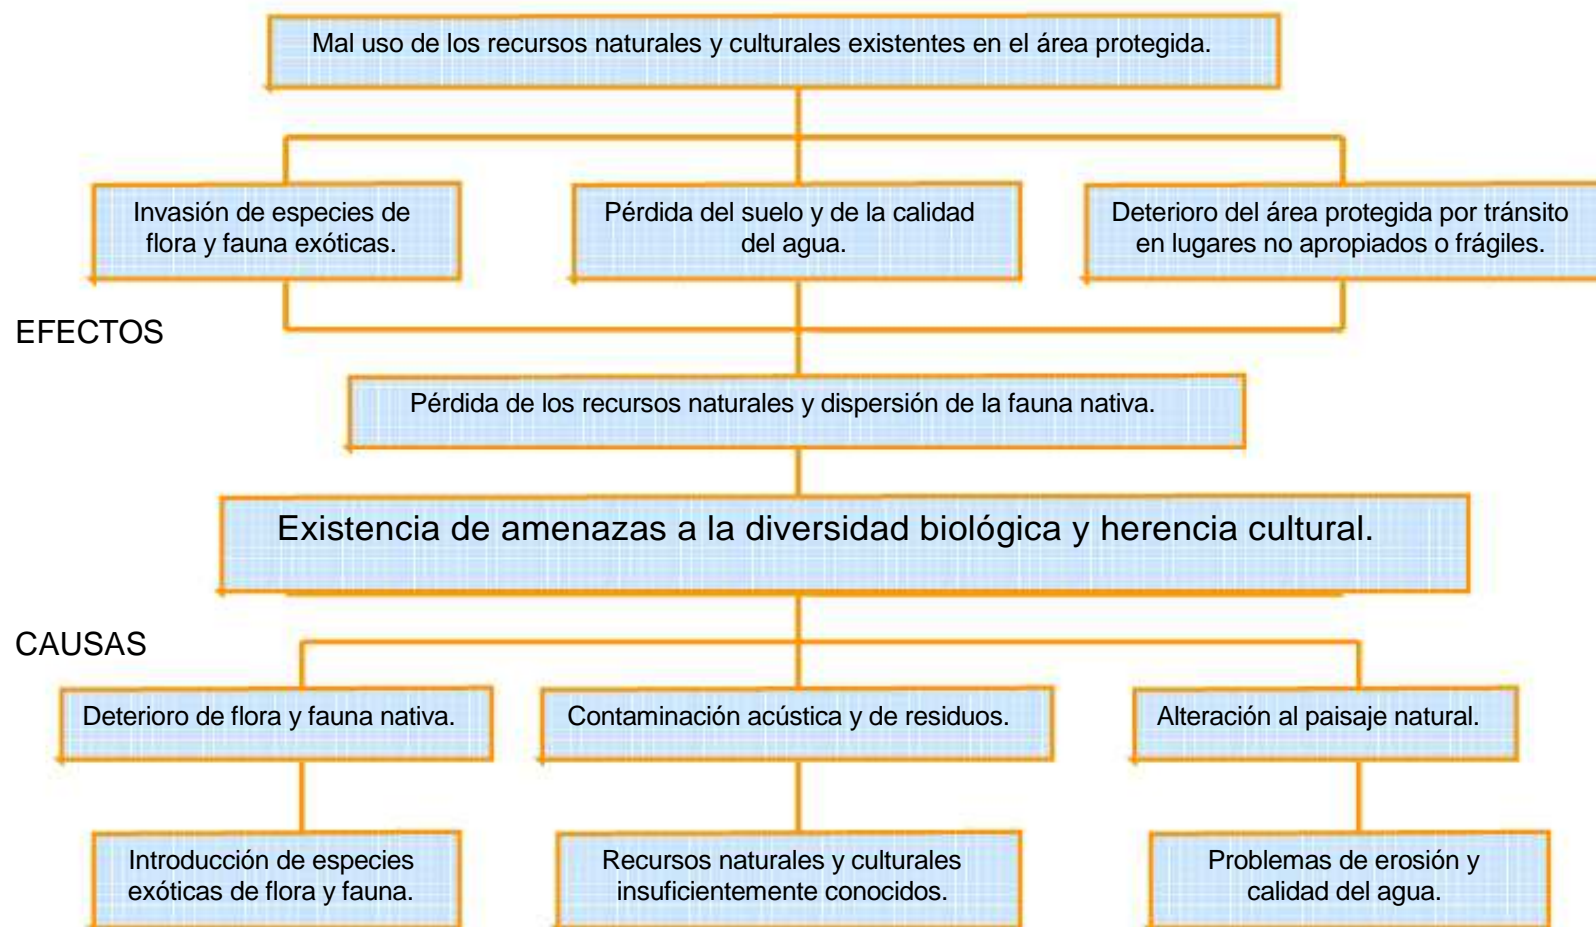 Mal uso de los recursos naturales y culturales existentes en el área protegida.
Invasión de especies de
flora y fauna exóticas.
Pérdida del suelo y de la calidad
del agua.
Deterioro del área protegida por tránsito
en lugares no apropiados o frágiles.
EFECTOS
Pérdida de los recursos naturales y dispersión de la fauna nativa.
Existencia de amenazas a la diversidad biológica y herencia cultural.
CAUSAS
Deterioro de flora y fauna nativa.
Contaminación acústica y de residuos.
Alteración al paisaje natural.
Introducción de especies
exóticas de flora y fauna.
Recursos naturales y culturales
insuficientemente conocidos.
Problemas de erosión y
calidad del agua.